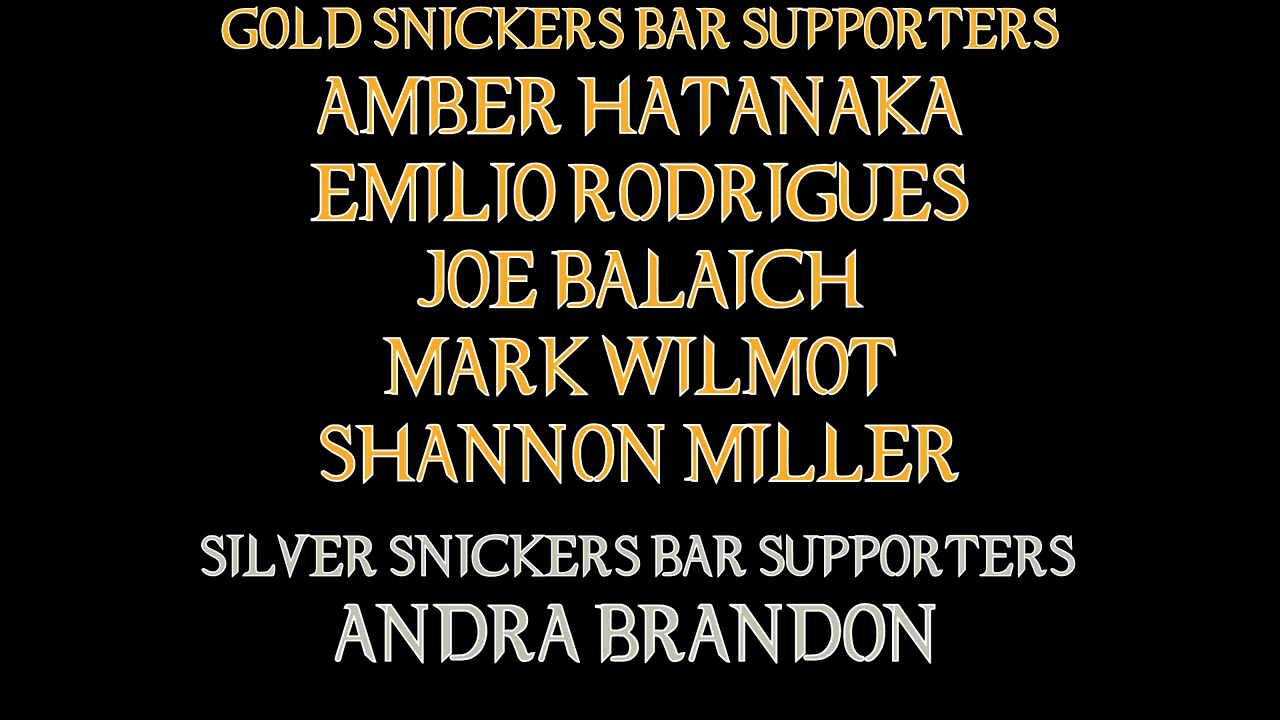 GOLD SNICKERS BAR SUPPORTERS
AMBER HATANAKA
EMILIO RODRIGUES
JOE BALAICH
MARK WILMOT
SHANNON MILLER
SILVER SNICKERS BAR SUPPORTERS
ANDRA BRANDON